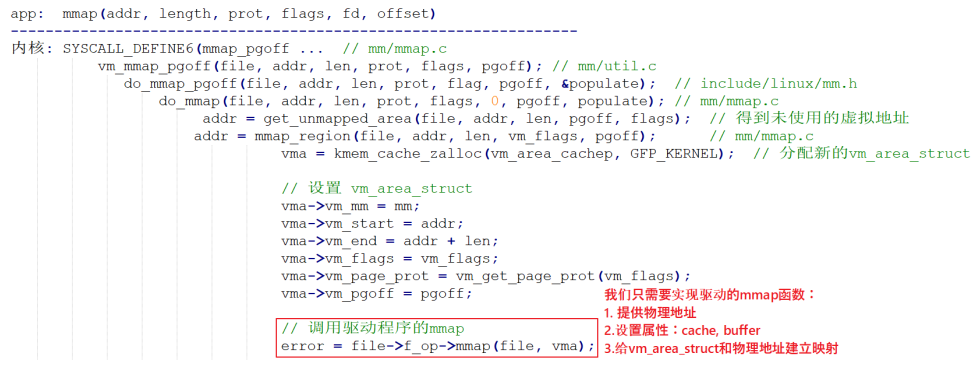 app:  mmap(addr, length, prot, flags, fd, offset)
-----------------------------------------------------------------
内核: SYSCALL_DEFINE6(mmap_pgoff ...  // mm/mmap.c
vm_mmap_pgoff(file, addr, len, prot, flags, pgoff); // mm/util.c
do_mmap_pgoff(file, addr, len, prot, flag, pgoff, &populate);  // include/linux/mm.h
do_mmap(file, addr, len, prot, flags, 0, pgoff, populate); // mm/mmap.c
addr = get_unmapped_area(file, addr, len, pgoff, flags);  // 得到未使用的虚拟地址
addr = mmap_region(file, addr, len, vm_flags, pgoff);      // mm/mmap.c
vma = kmem_cache_zalloc(vm_area_cachep, GFP_KERNEL);  // 分配新的vm_area_struct
// 设置 vm_area_struct
vma->vm_mm = mm;
vma->vm_start = addr;
vma->vm_end = addr + len;
vma->vm_flags = vm_flags;
vma->vm_page_prot = vm_get_page_prot(vm_flags);
vma->vm_pgoff = pgoff;
// 调用驱动程序的mmap
error = file->f_op->mmap(file, vma);
我们只需要实现驱动的mmap函数：
1. 提供物理地址
2.设置属性：cache, buffer
3.给vm_area_struct和物理地址建立映射